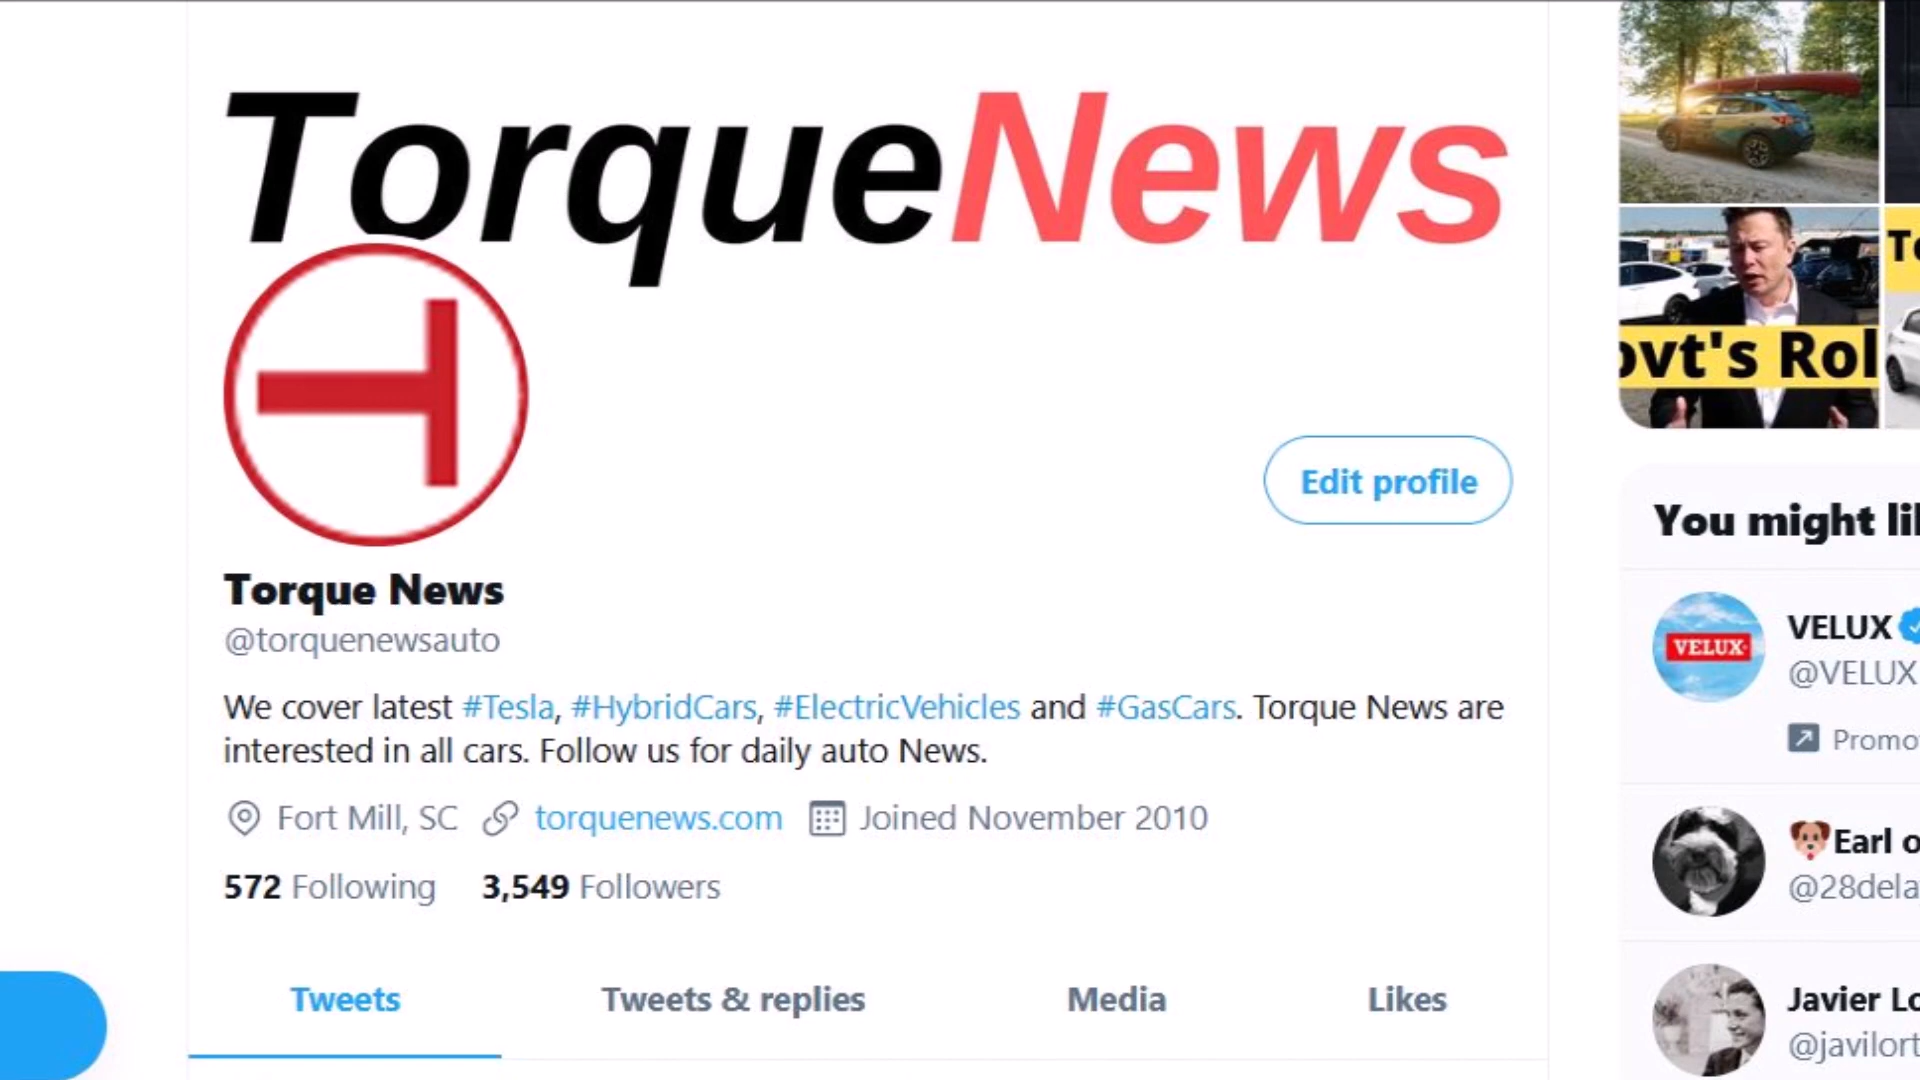 TorqueNews
T
Edit profile
Torque News
@torquenewsauto
We cover latest #Tesla, #HybridCars, #ElectricVehicles and #GasCars. Torque News are
interested in all cars. Follow us for daily auto News.
Fort Mill, SC torquenews.com Joined November 2010
572 Following 3,549 Followers
Tweets Tweets & replies Media Likes
ovt's Rol
Te
You might li
VELUX
VELUX
@VELUX
Promo
Earl o
@28dela
Javier Lo
@javilort